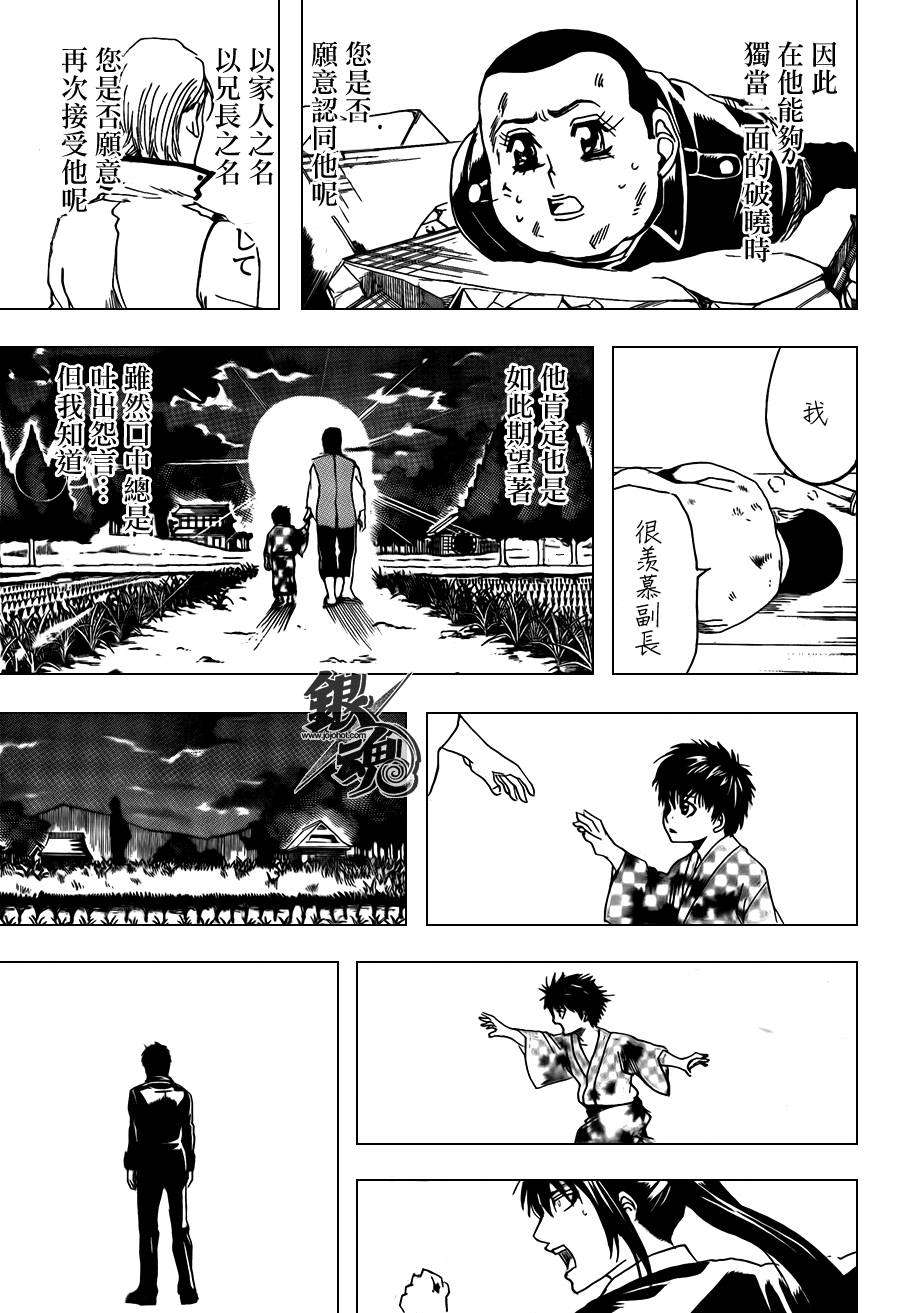 因此
在他能夠
獨當一面的破曉時
您是否
願意認同他呢
以家人之名
以兄長之名
您是否願意
再次接受他呢
して
我
很羨慕副長
他肯定也是
如此期望著
雖然口中總是
吐出怨言…
但我知道
銀魂
www.jojohot.com